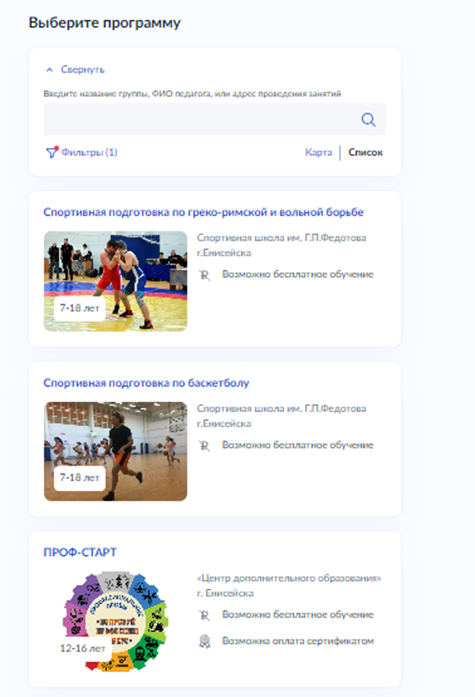 Выберите программу
Свернуть
Введите название группы, ФИО педагога, или адрес проведения занятий
Фильтры (1)
Карта | Список
Спортивная подготовка по греко-римской и вольной борьбе
Спортивная школа им. Г.П.Федотова
г.Енисейска
Возможно бесплатное обучение
7-18 лет
Спортивная подготовка по баскетболу
Спортивная школа им. Г.П.Федотова
г.Енисейска
Возможно бесплатное обучение
7-18 лет
ПРОФ-СТАРТ
«Центр дополнительного образования»
г. Енисейска
Возможно бесплатное обучение
Возможна оплата сертификатом
12-16 лет